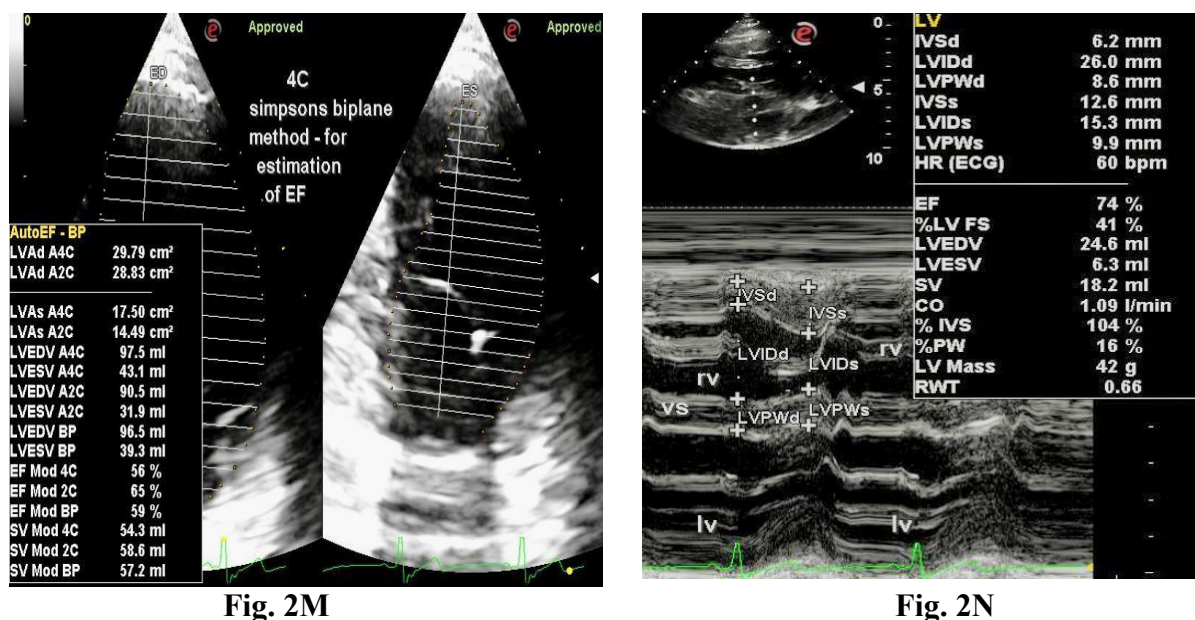 0
Approved
Approved
ED
4C
simpsons biplane
method - for
estimation
of EF
ES
AutoEF - BP
LVAd A4C 29.79 cm²
LVAd A2C 28.83 cm²
LVAs A4C 17.50 cm²
LVAs A2C 14.49 cm²
LVEDV A4C 97.5 ml
LVESV A4C 43.1 ml
LVEDV A2C 90.5 ml
LVESV A2C 31.9 ml
LVEDV BP 96.5 ml
LVESV BP 39.3 ml
EF Mod 4C 56 %
EF Mod 2C 65 %
EF Mod BP 59 %
SV Mod 4C 54.3 ml
SV Mod 2C 58.6 ml
SV Mod BP 57.2 ml
Fig. 2M
e
e
e
0
5
10
LV
IVSd 6.2 mm
LVIDd 26.0 mm
LVPWd 8.6 mm
IVSs 12.6 mm
LVIDs 15.3 mm
LVPWs 9.9 mm
HR (ECG) 60 bpm
EF 74 %
%LV FS 41 %
LVEDV 24.6 ml
LVESV 6.3 ml
SV 18.2 ml
CO 1.09 l/min
% IVS 104 %
%PW 16 %
LV Mass 42 g
RWT 0.66
IVSd
IVSs
LVIDd
LVIDs
rv
rv
vs
LVPWd
LVPWs
lv
lv
Fig. 2N